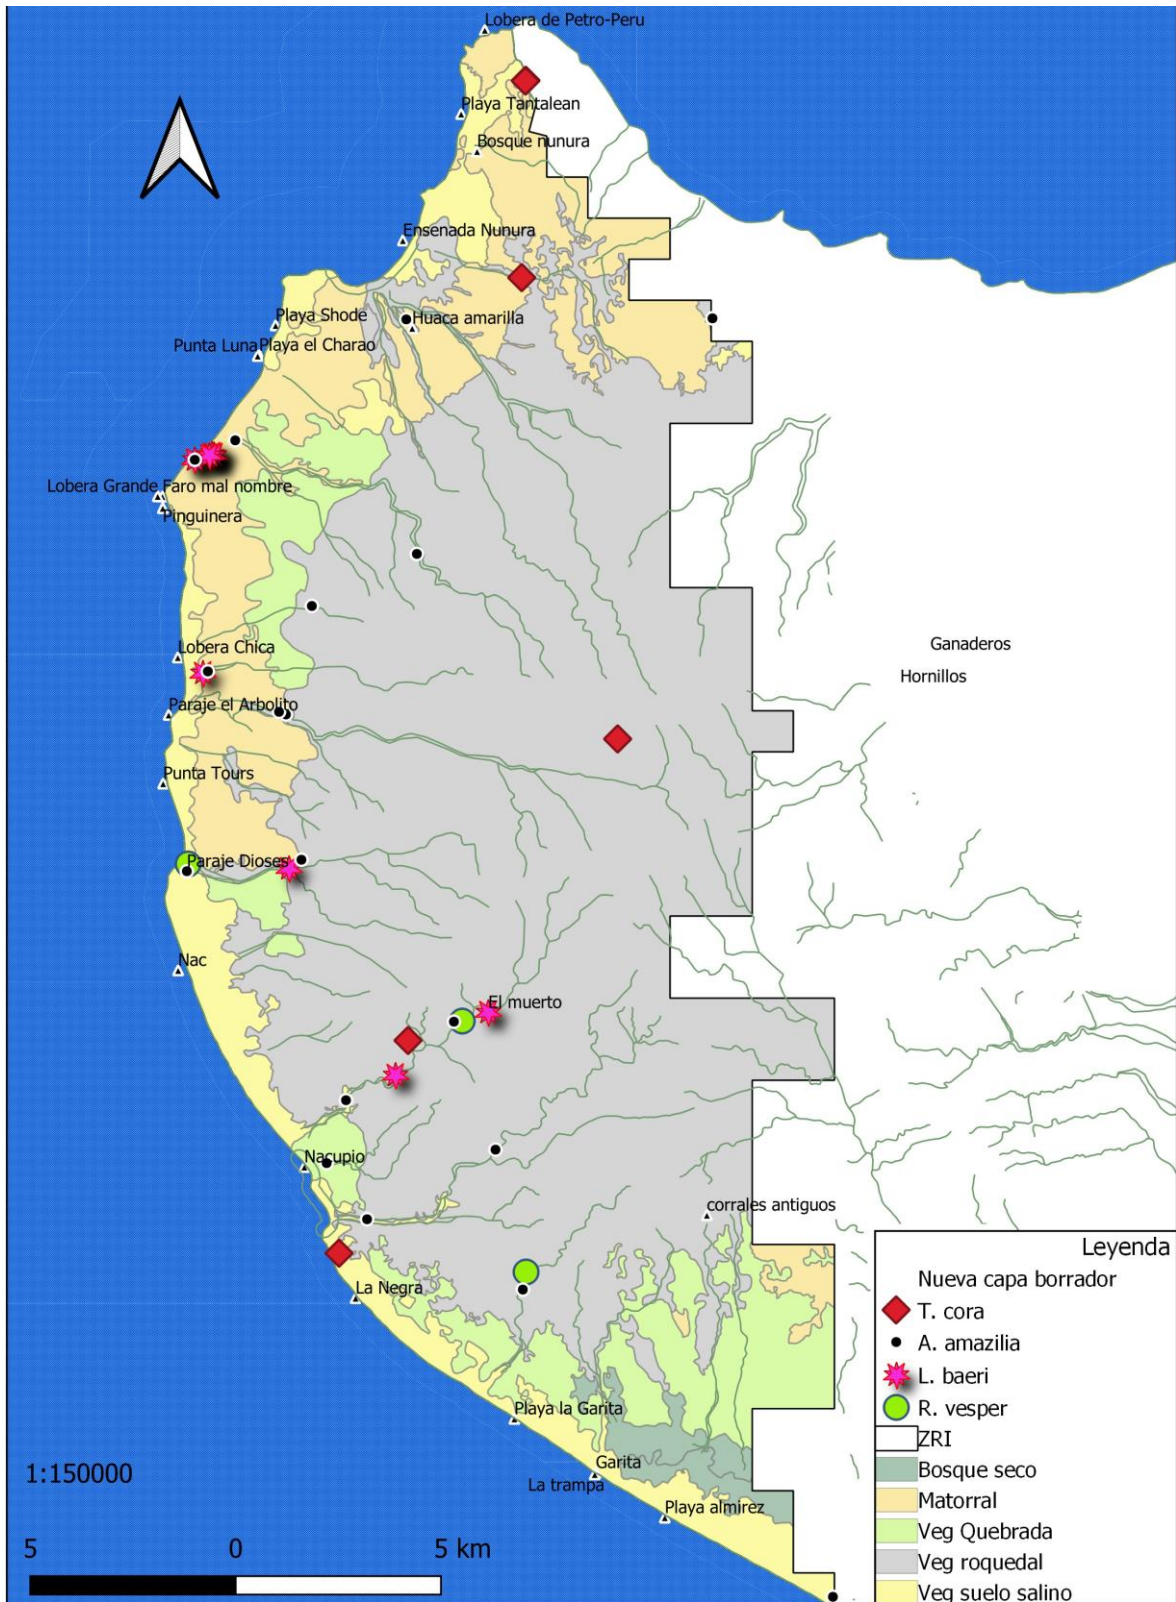 Lobera de Petro-Peru
Playa Tantalean
Bosque nunura
Ensenada Nunura
Playa Shode
Huaca amarilla
Punta Luna
Playa el Charao
Lobera Grande
Faro mal nombre
Pinguinera
Ganaderos
Lobera Chica
Hornillos
Paraje el Arbolito
Punta Tours
Paraje Dioses
Nac
El muerto
Nacupio
corrales antiguos
La Negra
Playa la Garita
Garita
La trampa
Playa almirez
1:150000
5 0 5 km
Leyenda
Nueva capa borrador
T. cora
A. amazilia
L. baeri
R. vesper
ZRI
Bosque seco
Matorral
Veg Quebrada
Veg roquedal
Veg suelo salino